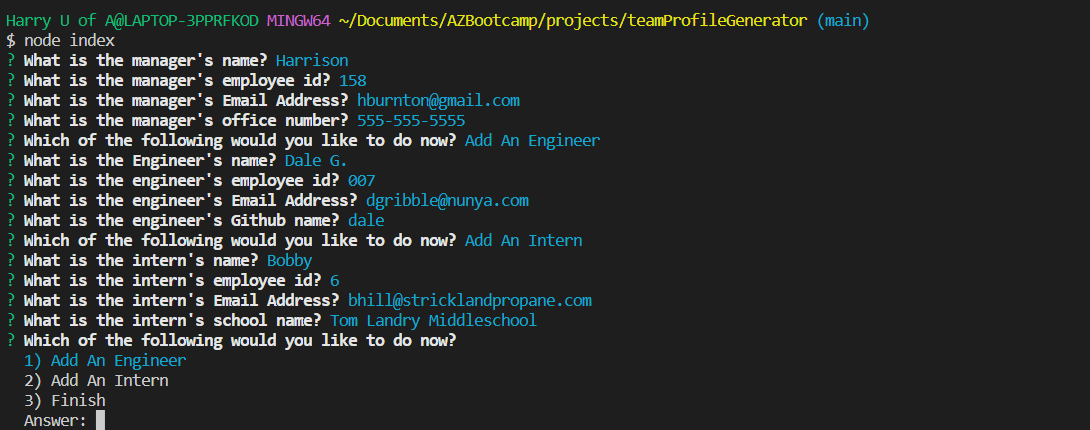 Harry U of A@LAPTOP-3PPRFKOD MINGW64 ~/Documents/AZBootcamp/projects/teamProfileGenerator (main)
$ node index
? What is the manager's name? Harrison
? What is the manager's employee id? 158
? What is the manager's Email Address? hburnton@gmail.com
? What is the manager's office number? 555-555-5555
? Which of the following would you like to do now? Add An Engineer
? What is the Engineer's name? Dale G.
? What is the engineer's employee id? 007
? What is the engineer's Email Address? dgribble@nunya.com
? What is the engineer's Github name? dale
? Which of the following would you like to do now? Add An Intern
? What is the intern's name? Bobby
? What is the intern's employee id? 6
? What is the intern's Email Address? bhill@stricklandpropane.com
? What is the intern's school name? Tom Landry Middleschool
? Which of the following would you like to do now?
1) Add An Engineer
2) Add An Intern
3) Finish
Answer: